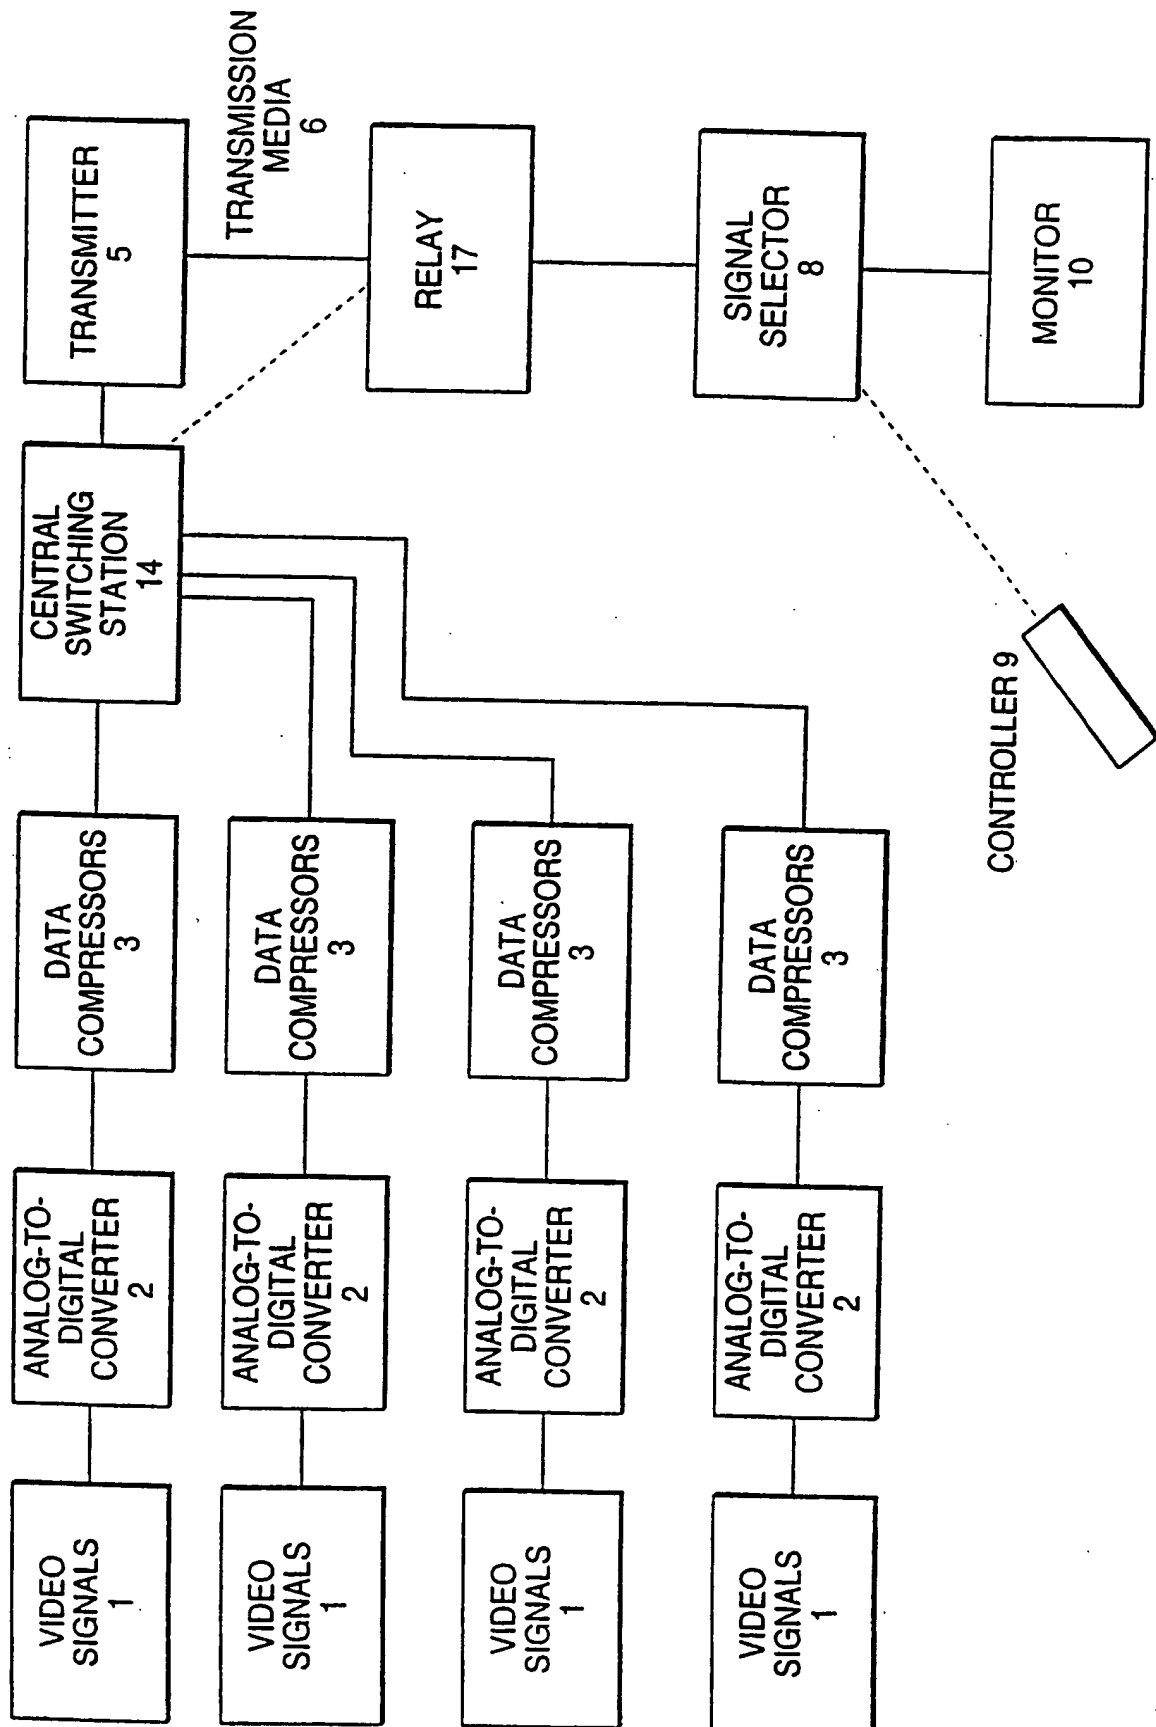 VIDEO
SIGNALS
1
ANALOG-TO-
DIGITAL
CONVERTER
2
DATA
COMPRESSORS
3
CENTRAL
SWITCHING
STATION
14
TRANSMITTER
5
VIDEO
SIGNALS
1
ANALOG-TO-
DIGITAL
CONVERTER
2
DATA
COMPRESSORS
3
TRANSMISSION
MEDIA
6
VIDEO
SIGNALS
1
ANALOG-TO-
DIGITAL
CONVERTER
2
DATA
COMPRESSORS
3
RELAY
17
VIDEO
SIGNALS
1
ANALOG-TO-
DIGITAL
CONVERTER
2
DATA
COMPRESSORS
3
SIGNAL
SELECTOR
8
CONTROLLER 9
MONITOR
10